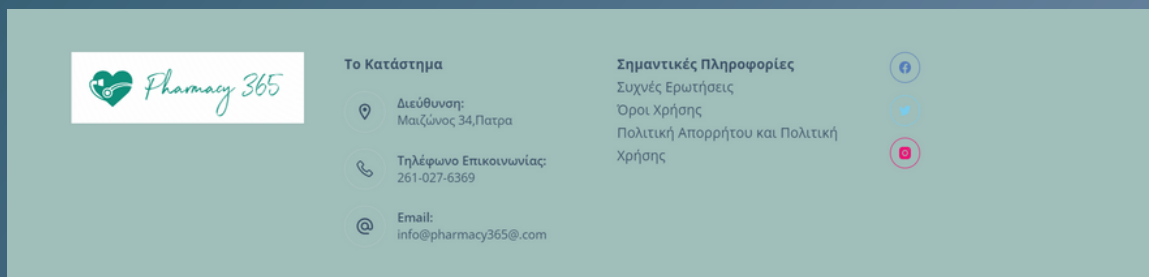 Pharmacy 365
Το Κατάστημα
Διεύθυνση:
Μαιζώνος 34,Πατρα
Τηλέφωνο Επικοινωνίας:
261-027-6369
Email:
info@pharmacy365@.com
Σημαντικές Πληροφορίες
Συχνές Ερωτήσεις
Όροι Χρήσης
Πολιτική Απορρήτου και Πολιτική
Χρήσης